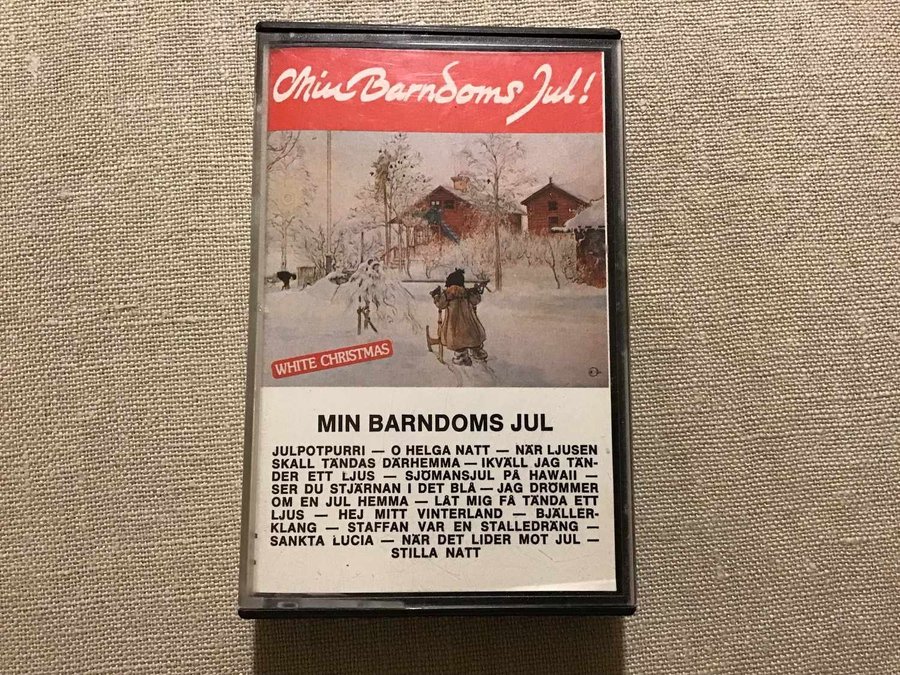 Min Barndoms Jul!
WHITE CHRISTMAS
MIN BARNDOMS JUL
JULPOTPURRI — O HELGA NATT — NÄR LJUSEN
SKALL TÄNDAS DÄRHEMMA — IKVÄLL JAG TÄN-
DER ETT LJUS — SJÖMANSJUL PÅ HAWAII —
SER DU STJÄRNAN I DET BLÅ — JAG DRÖMMER
OM EN JUL HEMMA — LÅT MIG FÅ TÄNDA ETT
LJUS — HEJ MITT VINTERLAND — BJÄLLER-
KLANG — STAFFAN VAR EN STALLEDRÄNG —
SANKTA LUCIA — NÄR DET LIDER MOT JUL —
STILLA NATT